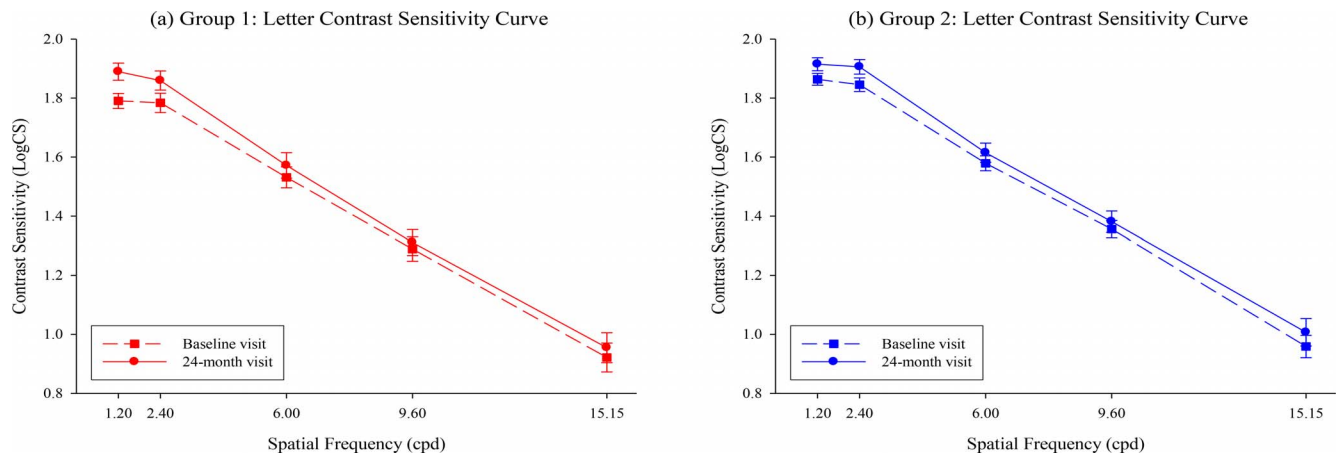 (a) Group 1: Letter Contrast Sensitivity Curve
2.0
1.8
1.6
1.4
1.2
1.0
0.8
Contrast Sensitivity (LogCS)
Baseline visit
24-month visit
1.20 2.40 6.00 9.60 15.15
Spatial Frequency (cpd)
(b) Group 2: Letter Contrast Sensitivity Curve
2.0
1.8
1.6
1.4
1.2
1.0
0.8
Contrast Sensitivity (LogCS)
Baseline visit
24-month visit
1.20 2.40 6.00 9.60 15.15
Spatial Frequency (cpd)